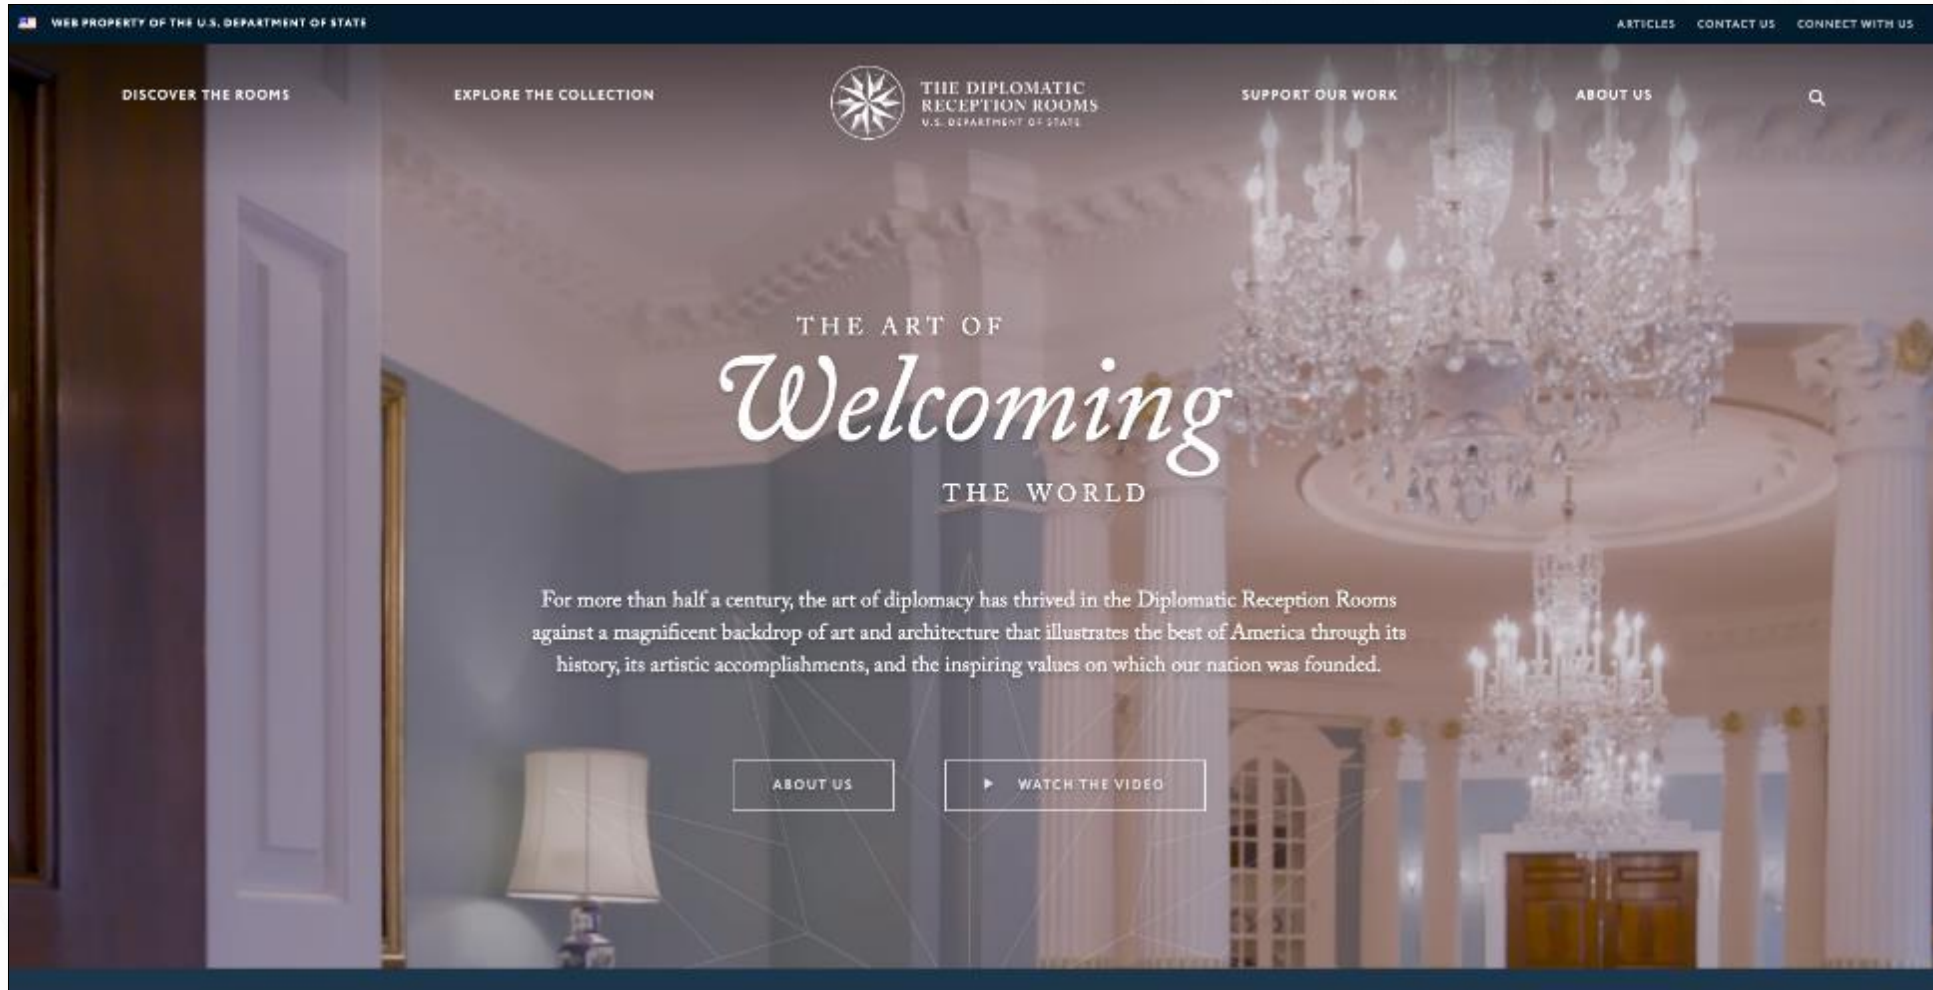 WEB PROPERTY OF THE U.S. DEPARTMENT OF STATE
ARTICLES CONTACT US CONNECT WITH US
DISCOVER THE ROOMS
EXPLORE THE COLLECTION
THE DIPLOMATIC
RECEPTION ROOMS
U.S. DEPARTMENT OF STATE
SUPPORT OUR WORK
ABOUT US
THE ART OF
Welcoming
THE WORLD
For more than half a century, the art of diplomacy has thrived in the Diplomatic Reception Rooms
against a magnificent backdrop of art and architecture that illustrates the best of America through its
history, its artistic accomplishments, and the inspiring values on which our nation was founded.
ABOUT US
WATCH THE VIDEO